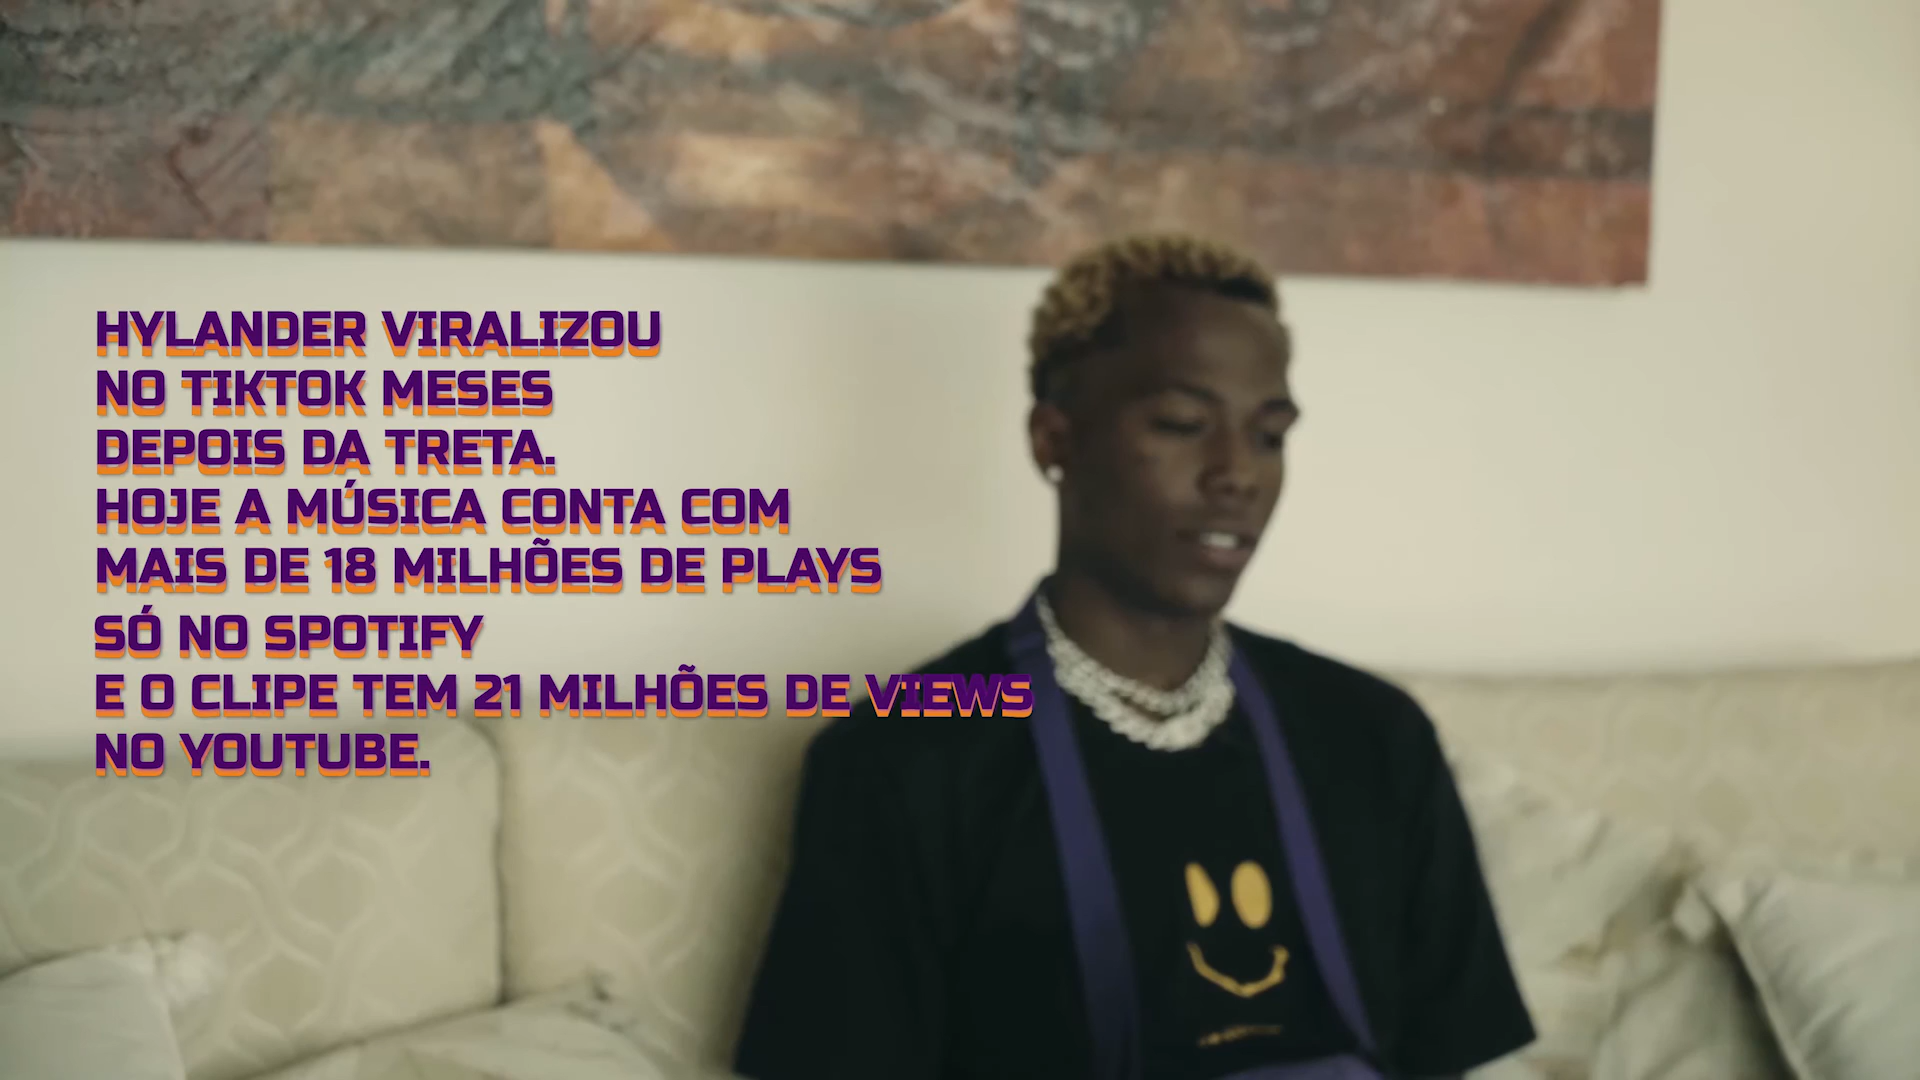 HYLANDER VIRALIZOU
NO TIKTOK MESES
DEPOIS DA TRETA.
HOJE A MÚSICA CONTA COM
MAIS DE 18 MILHÕES DE PLAYS
SÓ NO SPOTIFY
E O CLIPE TEM 21 MILHÕES DE VIEWS
NO YOUTUBE.